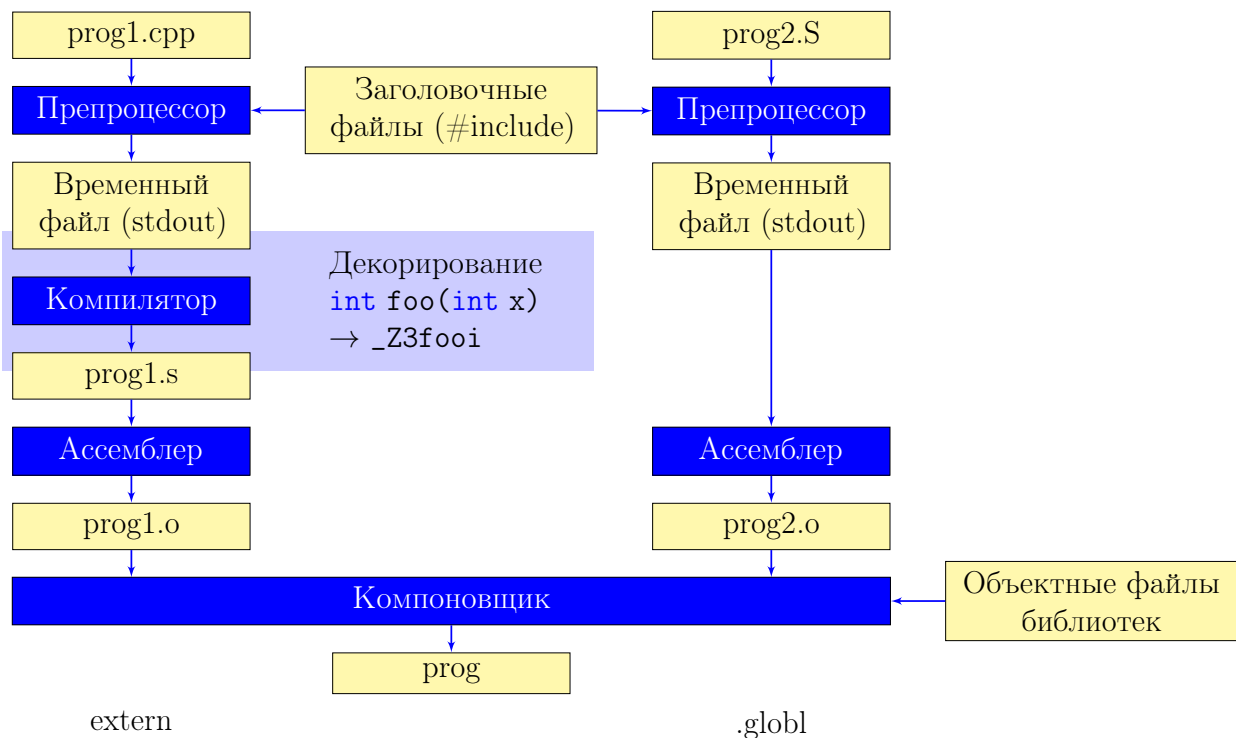 prog1.cpp
prog2.S
Препроцессор
Заголовочные
файлы (#include)
Препроцессор
Временный
файл (stdout)
Временный
файл (stdout)
Компилятор
Декорирование
int foo(int x)
→ _Z3fooi
prog1.s
Ассемблер
Ассемблер
prog1.o
prog2.o
Компоновщик
Объектные файлы
библиотек
prog
extern
.globl